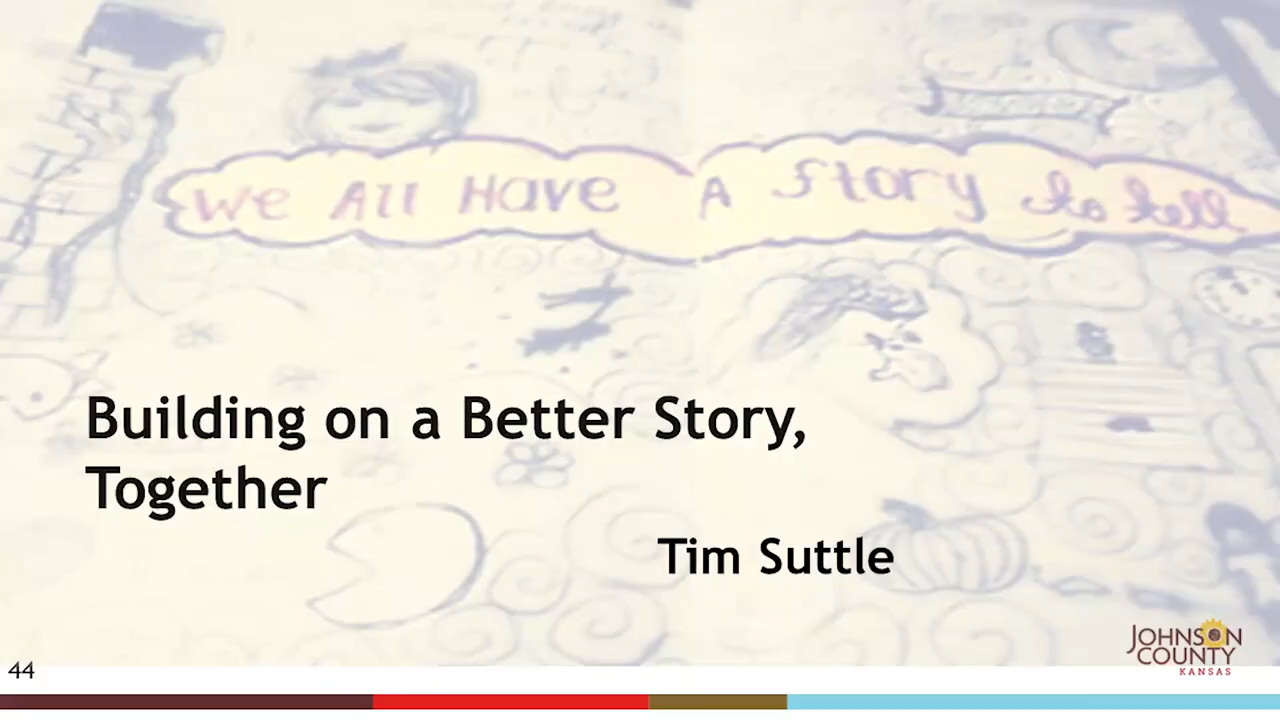 We All Have A Story to tell
Building on a Better Story,
Together
Tim Suttle
JOHNSON
COUNTY
KANSAS
44